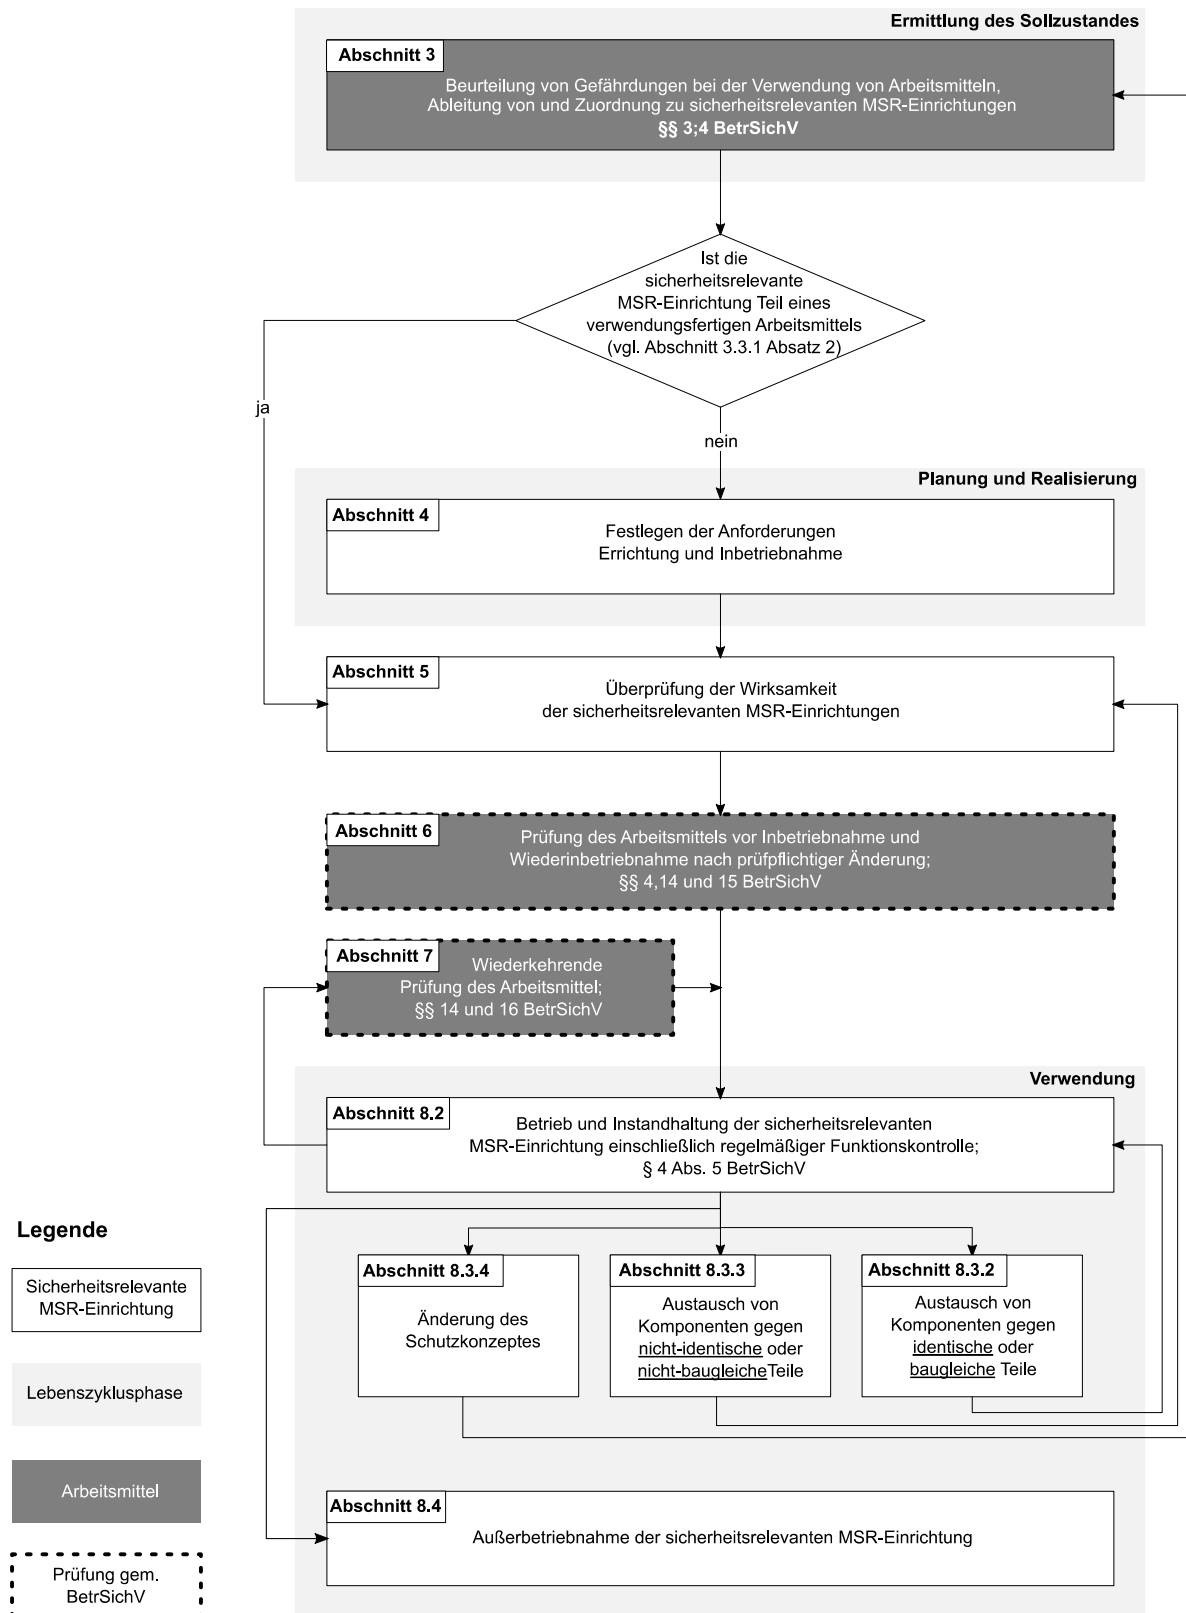 Ermittlung des Sollzustandes
Abschnitt 3
Beurteilung von Gefährdungen bei der Verwendung von Arbeitsmitteln,
Ableitung von und Zuordnung zu sicherheitsrelevanten MSR-Einrichtungen
§§ 3;4 BetrSichV
Ist die
sicherheitsrelevante
MSR-Einrichtung Teil eines
verwendungsfertigen Arbeitsmittels
(vgl. Abschnitt 3.3.1 Absatz 2)
ja
nein
Planung und Realisierung
Abschnitt 4
Festlegen der Anforderungen
Errichtung und Inbetriebnahme
Abschnitt 5
Überprüfung der Wirksamkeit
der sicherheitsrelevanten MSR-Einrichtungen
Abschnitt 6
Prüfung des Arbeitsmittels vor Inbetriebnahme und
Wiederinbetriebnahme nach prüfpflichtiger Änderung;
§§ 4,14 und 15 BetrSichV
Abschnitt 7
Wiederkehrende
Prüfung des Arbeitsmittel;
§§ 14 und 16 BetrSichV
Verwendung
Abschnitt 8.2
Betrieb und Instandhaltung der sicherheitsrelevanten
MSR-Einrichtung einschließlich regelmäßiger Funktionskontrolle;
§ 4 Abs. 5 BetrSichV
Abschnitt 8.3.4
Änderung des
Schutzkonzeptes
Abschnitt 8.3.3
Austausch von
Komponenten gegen
nicht-identische oder
nicht-baugleiche Teile
Abschnitt 8.3.2
Austausch von
Komponenten gegen
identische oder
baugleiche Teile
Abschnitt 8.4
Außerbetriebnahme der sicherheitsrelevanten MSR-Einrichtung
Legende
Sicherheitsrelevante
MSR-Einrichtung
Lebenszyklusphase
Arbeitsmittel
Prüfung gem.
BetrSichV